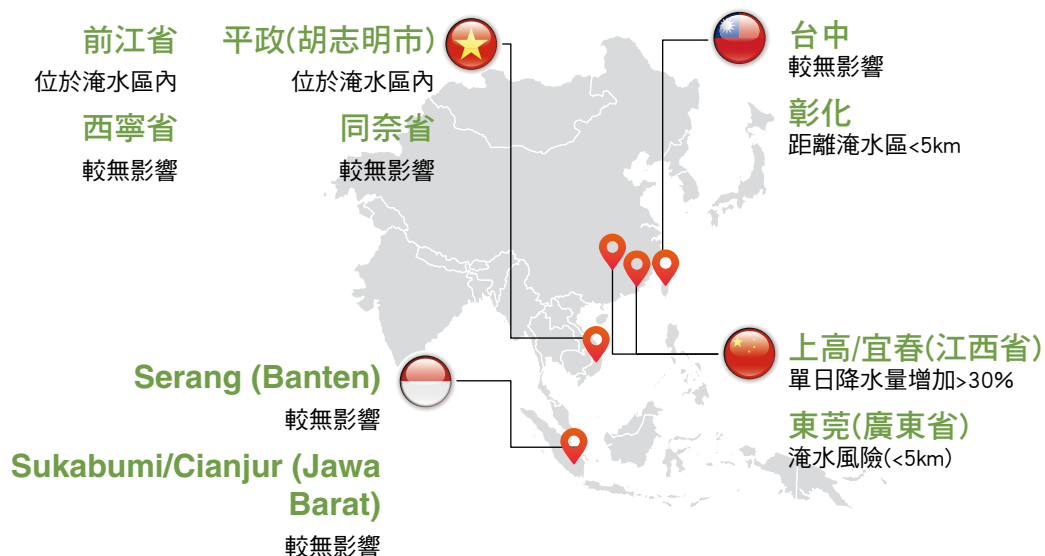 前江省
位於淹水區內
西寧省
較無影響
平政(胡志明市)
位於淹水區內
同奈省
較無影響
台中
較無影響
彰化
距離淹水區<5km
Serang (Banten)
較無影響
Sukabumi/Cianjur (Jawa
Barat)
較無影響
上高/宜春(江西省)
單日降水量增加>30%
東莞(廣東省)
淹水風險(<5km)